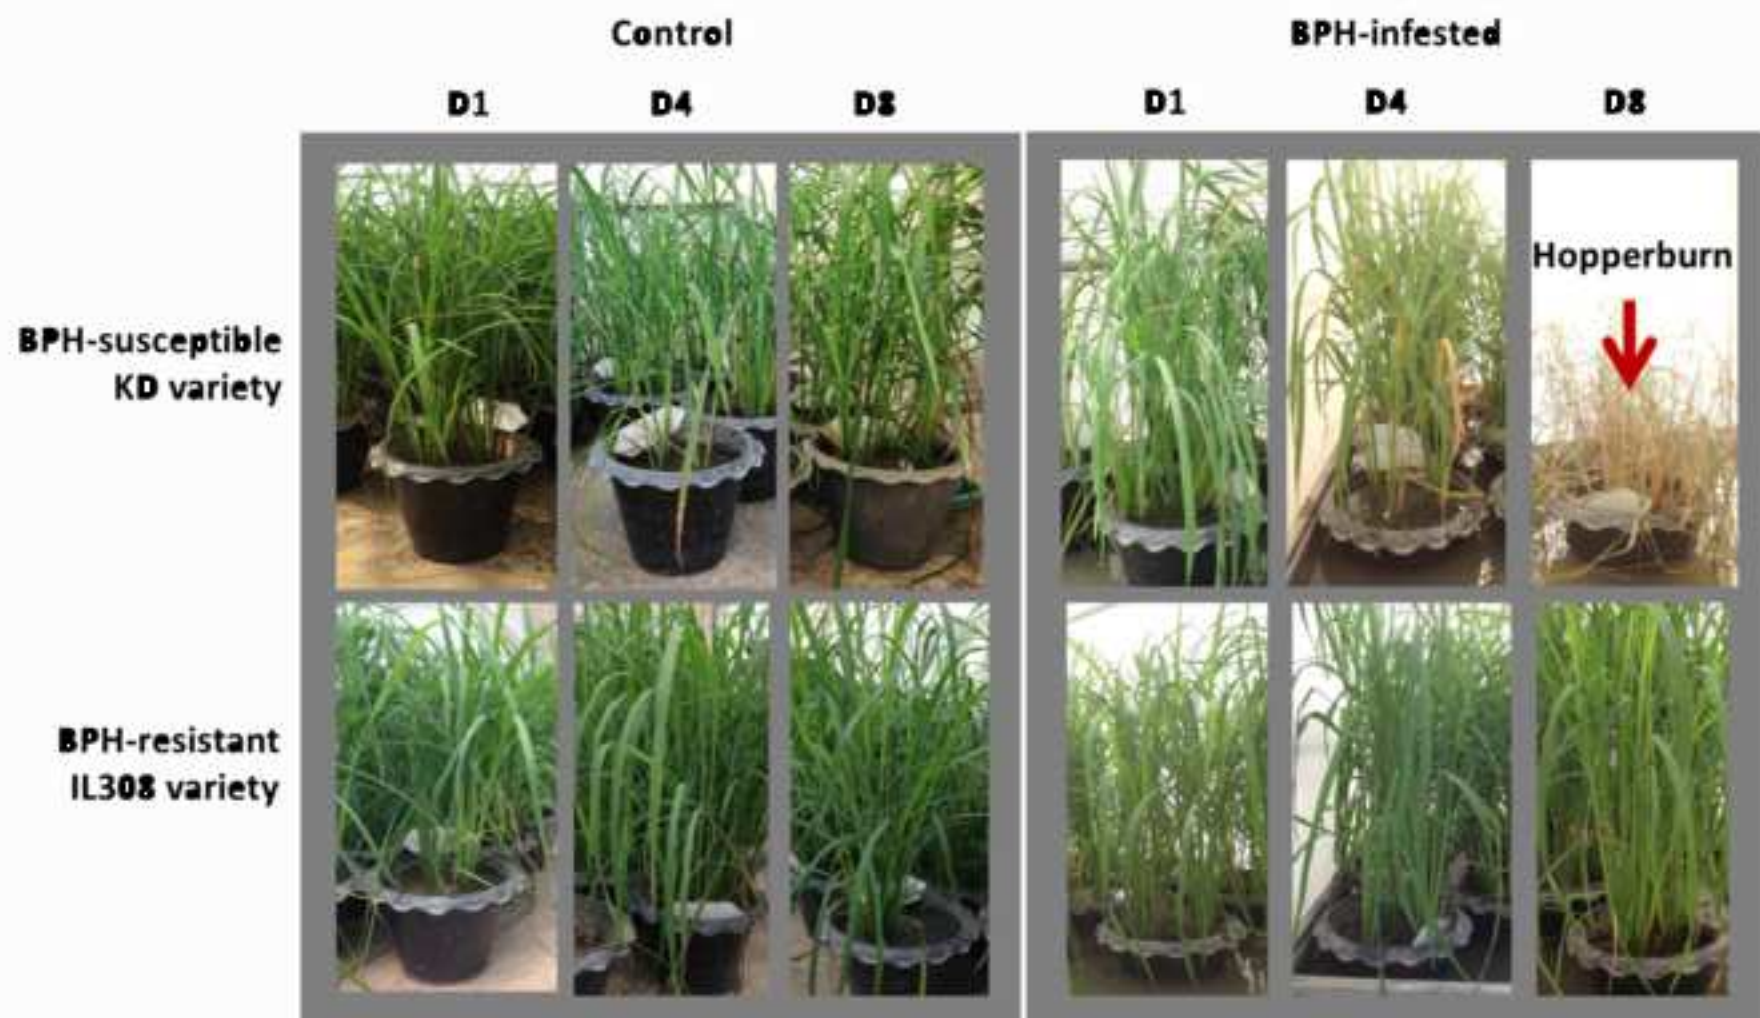 Control
BPH-infested
D1
D4
D8
D1
D4
D8
BPH-susceptible
KD variety
Hopperburn
BPH-resistant
IL308 variety